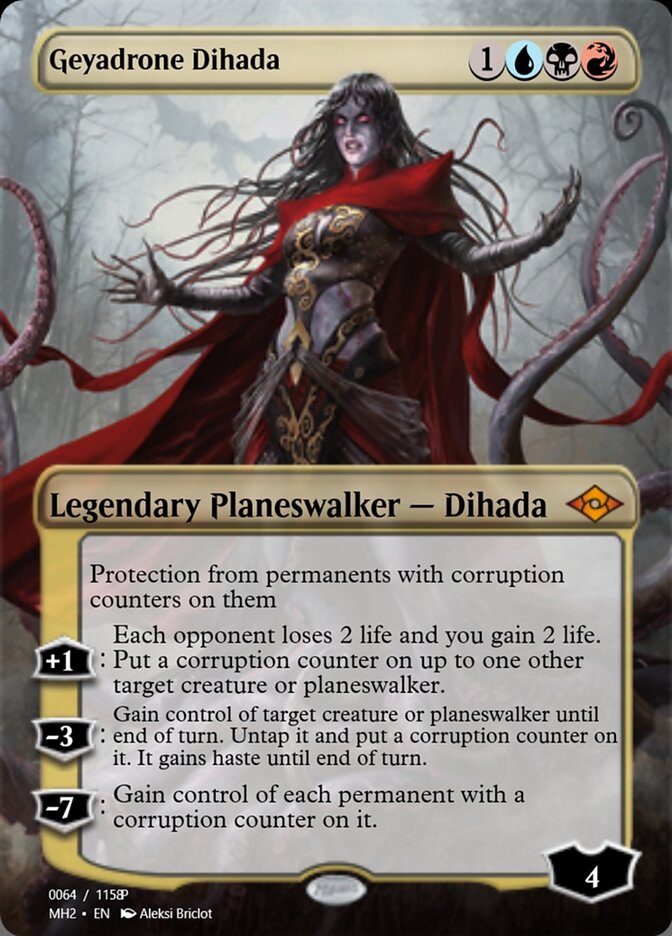 Geyadrone Dihada
1
Legendary Planeswalker — Dihada
Protection from permanents with corruption
counters on them
Each opponent loses 2 life and you gain 2 life.
+1 : Put a corruption counter on up to one other
target creature or planeswalker.
Gain control of target creature or planeswalker until
−3 : end of turn. Untap it and put a corruption counter on
it. It gains haste until end of turn.
−7 : Gain control of each permanent with a
corruption counter on it.
4
0064 / 1158P
MH2 • EN Aleksi Briclot